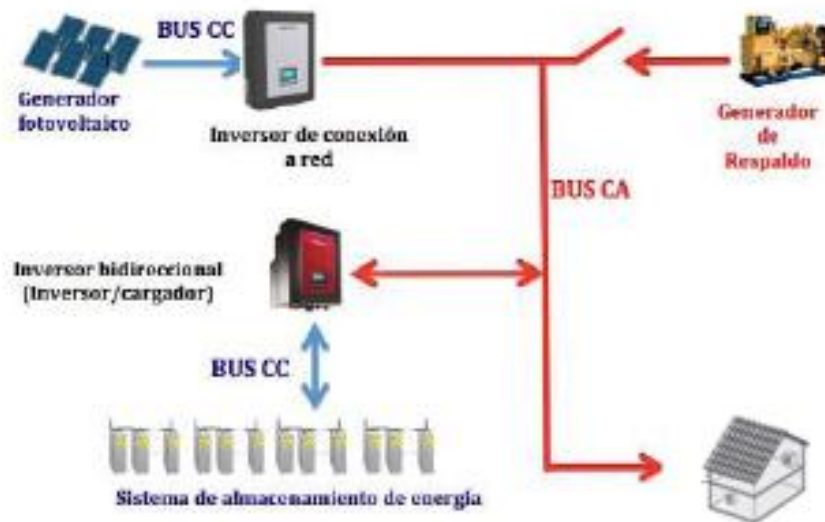 BUS CC
Generador
fotovoltaico
Inversor de conexión
a red
Generador
de
Respaldo
BUS CA
Inversor bidireccional
(Inversor/cargador)
BUS CC
Sistema de almacenamiento de energía